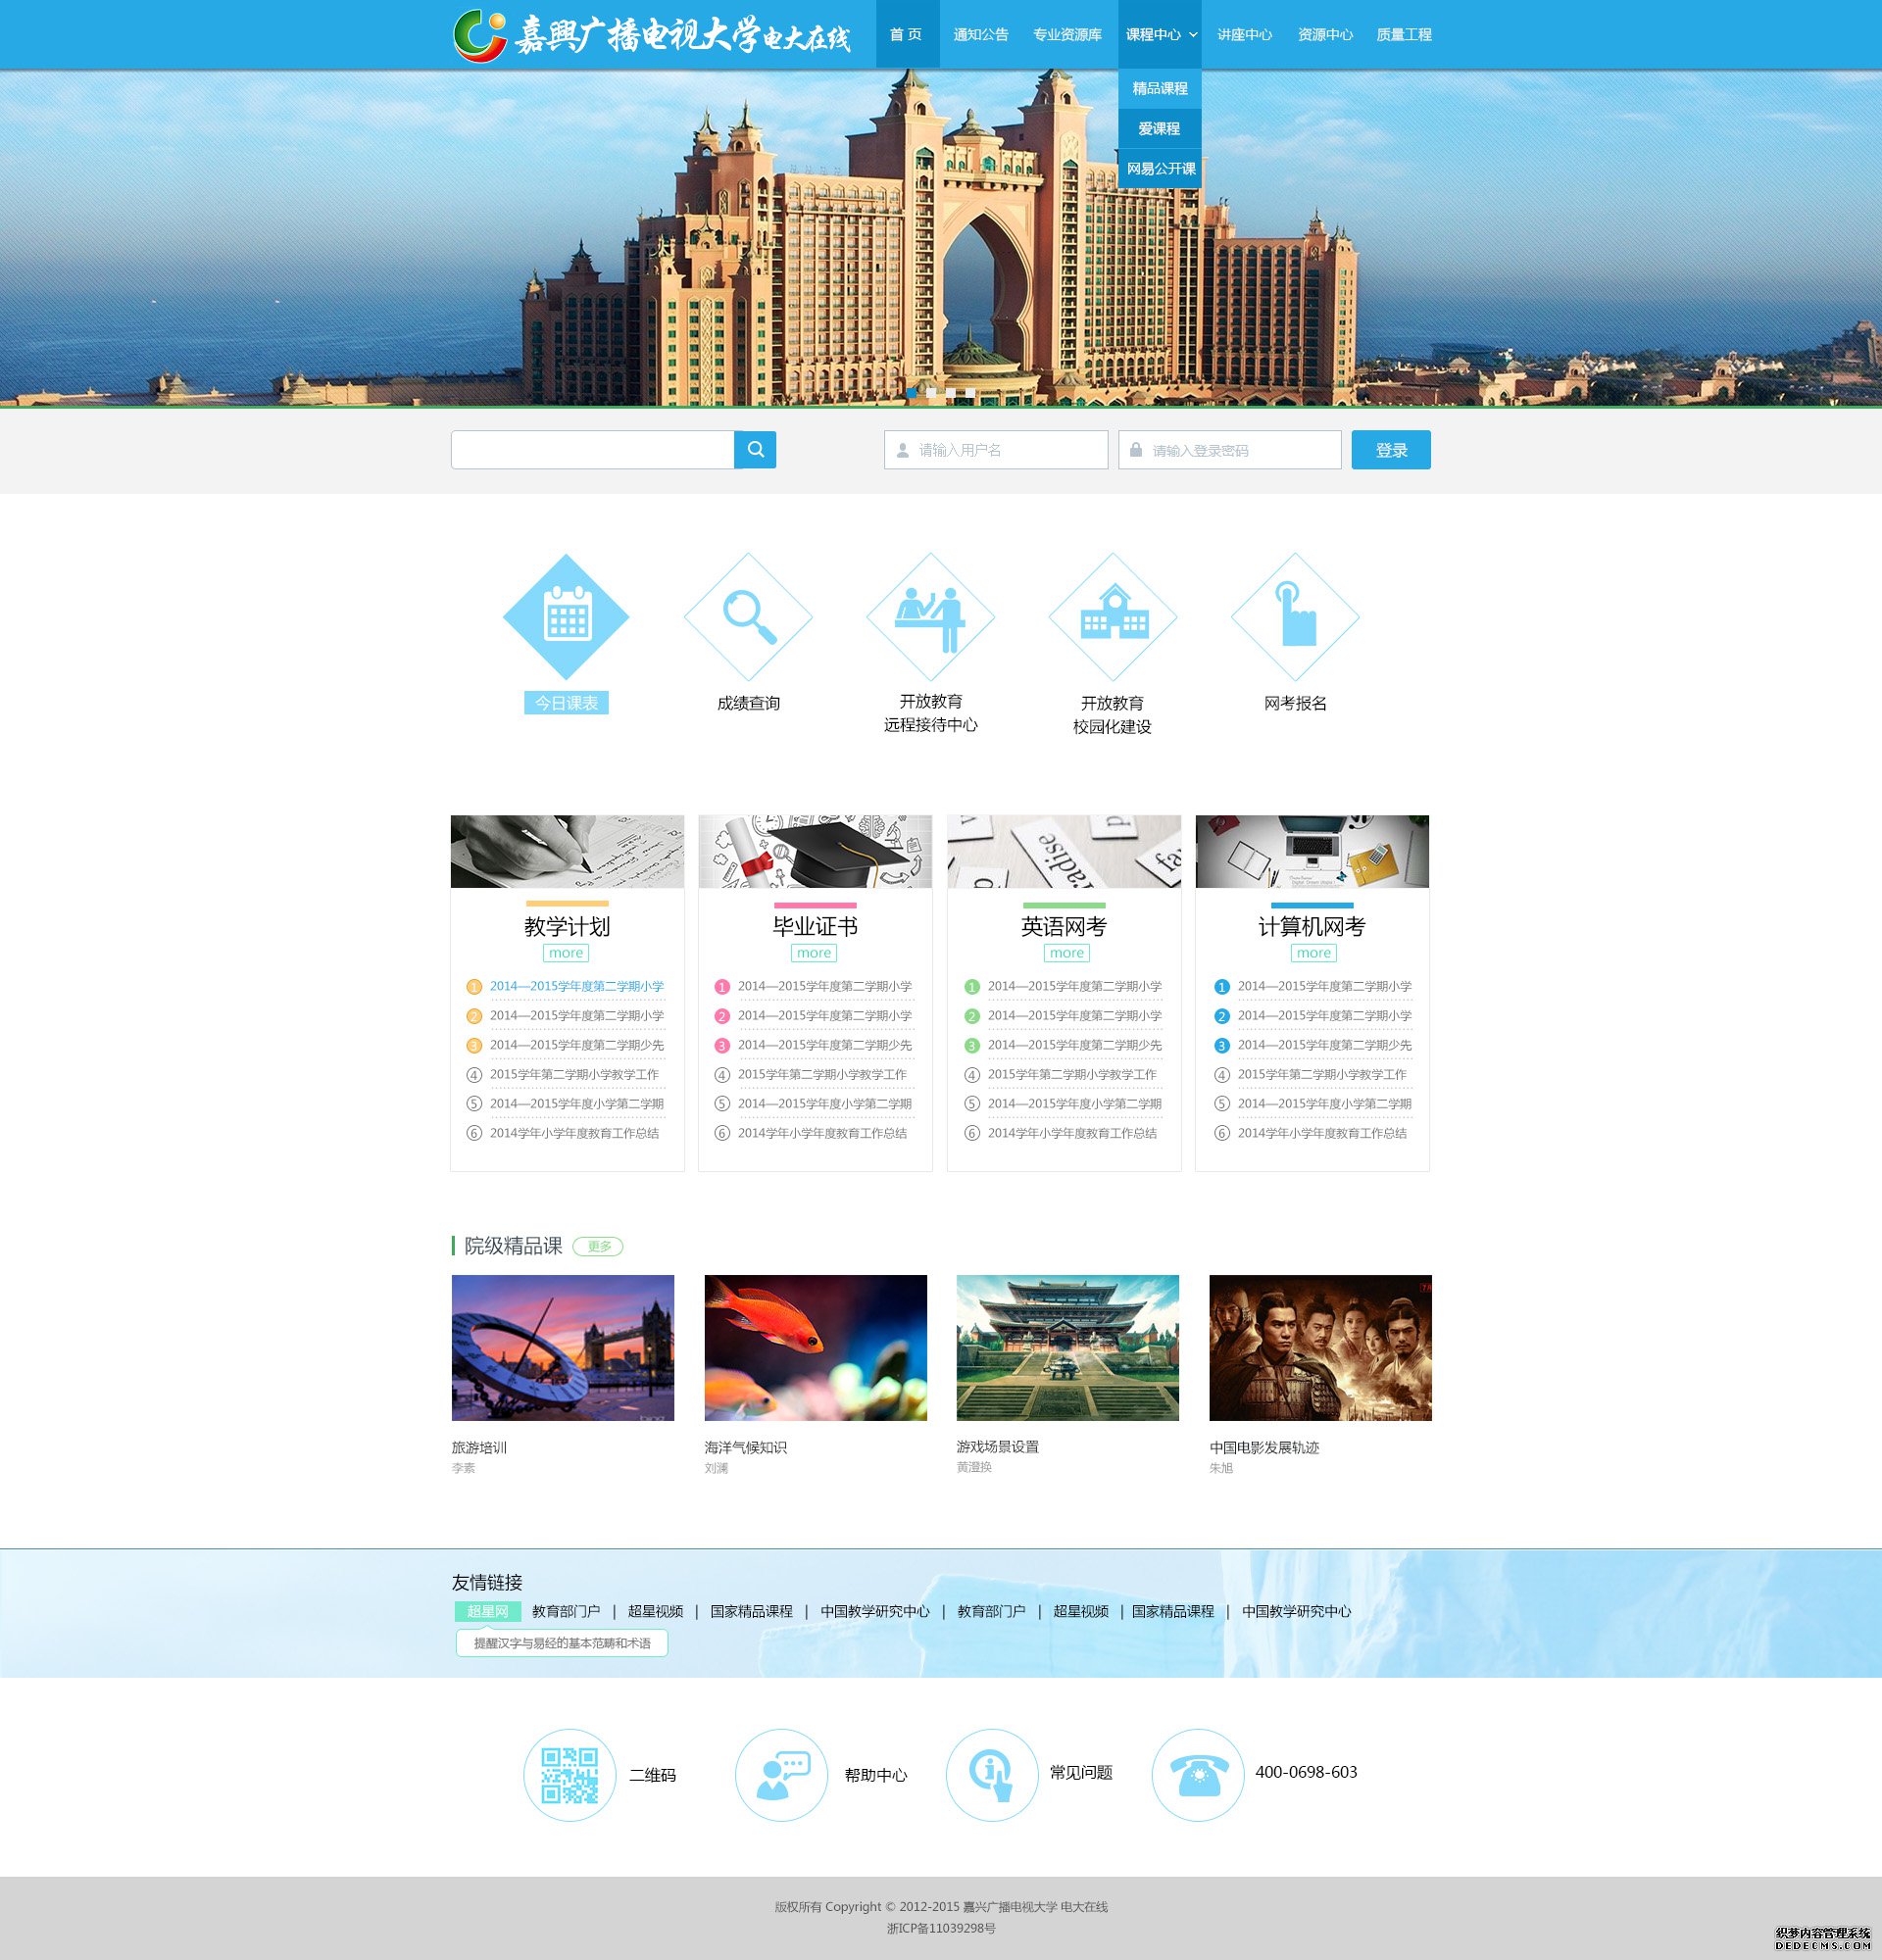 嘉興广播电视大学电大在线
首 页
通知公告
专业资源库
课程中心
讲座中心
资源中心
质量工程
精品课程
爱课程
网易公开课
请输入用户名
请输入登录密码
登录
今日课表
成绩查询
开放教育
远程接待中心
开放教育
校园化建设
网考报名
教学计划
more
1 2014—2015学年度第二学期小学
2 2014—2015学年度第二学期小学
3 2014—2015学年度第二学期少先
4 2015学年第二学期小学教学工作
5 2014—2015学年度小学第二学期
6 2014学年小学年度教育工作总结
毕业证书
more
1 2014—2015学年度第二学期小学
2 2014—2015学年度第二学期小学
3 2014—2015学年度第二学期少先
4 2015学年第二学期小学教学工作
5 2014—2015学年度小学第二学期
6 2014学年小学年度教育工作总结
adise
fa
英语网考
more
1 2014—2015学年度第二学期小学
2 2014—2015学年度第二学期小学
3 2014—2015学年度第二学期少先
4 2015学年第二学期小学教学工作
5 2014—2015学年度小学第二学期
6 2014学年小学年度教育工作总结
计算机网考
more
1 2014—2015学年度第二学期小学
2 2014—2015学年度第二学期小学
3 2014—2015学年度第二学期少先
4 2015学年第二学期小学教学工作
5 2014—2015学年度小学第二学期
6 2014学年小学年度教育工作总结
院级精品课 更多
旅游培训
李素
海洋气候知识
刘澜
游戏场景设置
黄澄换
中国电影发展轨迹
朱旭
友情链接
超星网 教育部门户 | 超星视频 | 国家精品课程 | 中国教学研究中心 | 教育部门户 | 超星视频 | 国家精品课程 | 中国教学研究中心
提醒汉字与易经的基本范畴和术语
二维码
帮助中心
常见问题
400-0698-603
版权所有 Copyright © 2012-2015 嘉兴广播电视大学 电大在线
浙ICP备11039298号
织梦内容管理系统
DEDECMS.COM